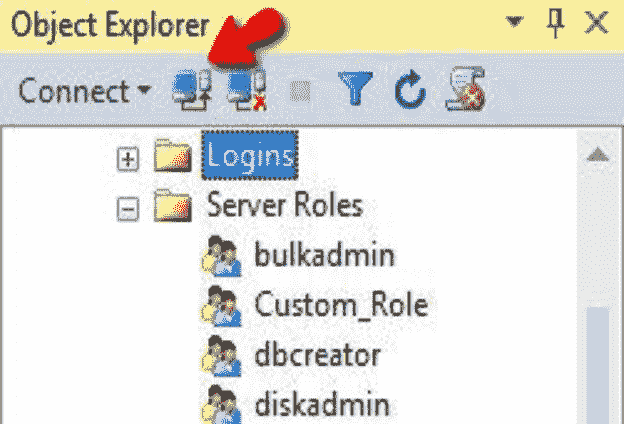 Object Explorer
Connect
Logins
Server Roles
bulkadmin
Custom_Role
dbcreator
diskadmin